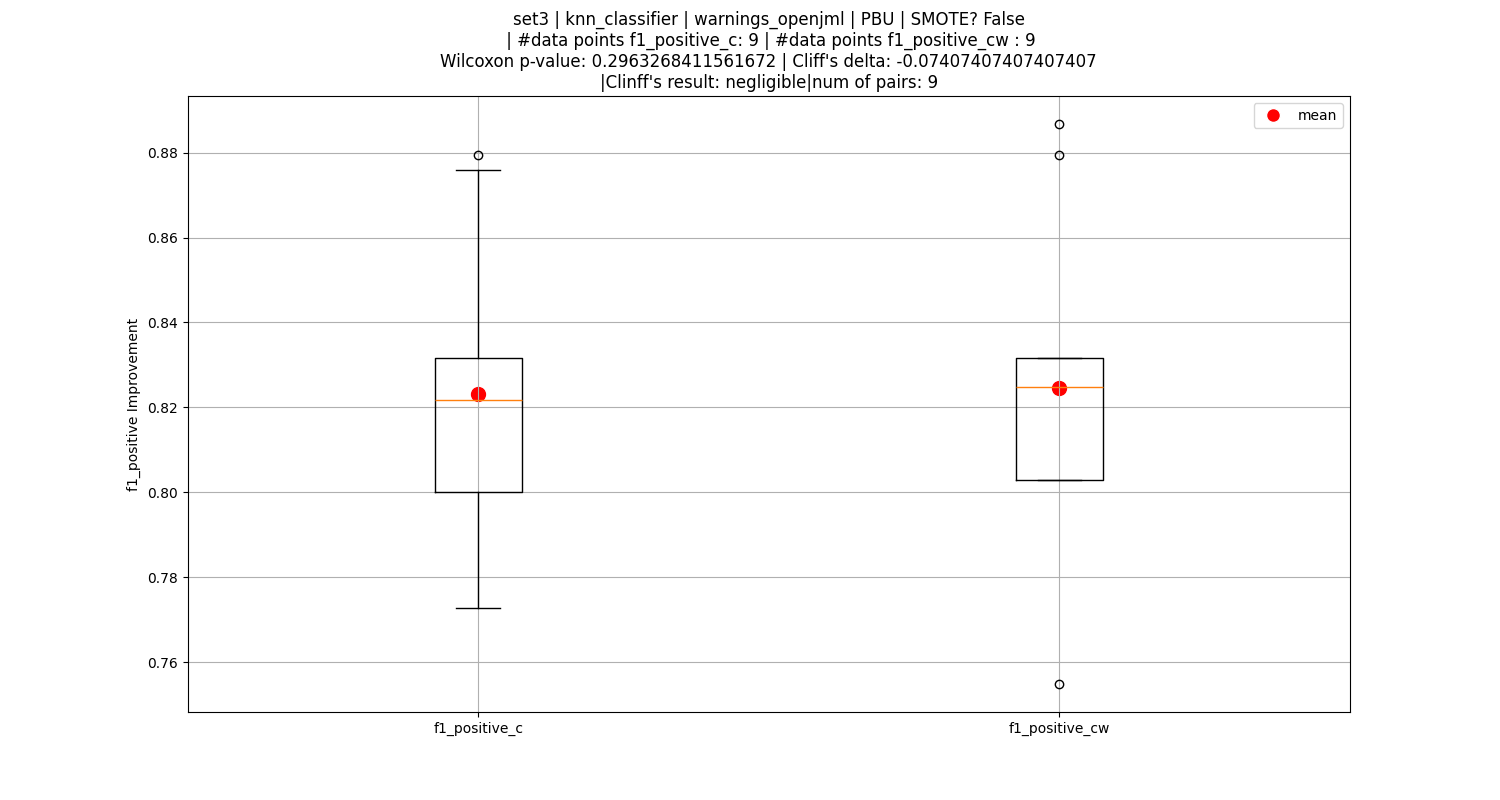 set3 | knn_classifier | warnings_openjml | PBU | SMOTE? False
| #data points f1_positive_c: 9 | #data points f1_positive_cw : 9
Wilcoxon p-value: 0.2963268411561672 | Cliff's delta: -0.07407407407407407
|Clinff's result: negligible|num of pairs: 9
mean
0.88
0.86
0.84
0.82
0.80
0.78
0.76
f1_positive Improvement
f1_positive_c
f1_positive_cw